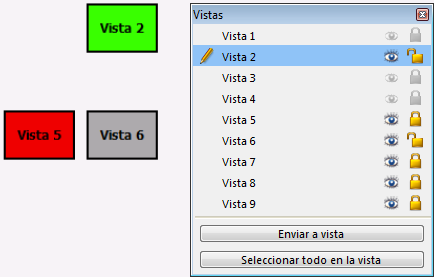 Vista 2
Vista 5
Vista 6
Vistas
Vista 1
Vista 2
Vista 3
Vista 4
Vista 5
Vista 6
Vista 7
Vista 8
Vista 9
Enviar a vista
Seleccionar todo en la vista